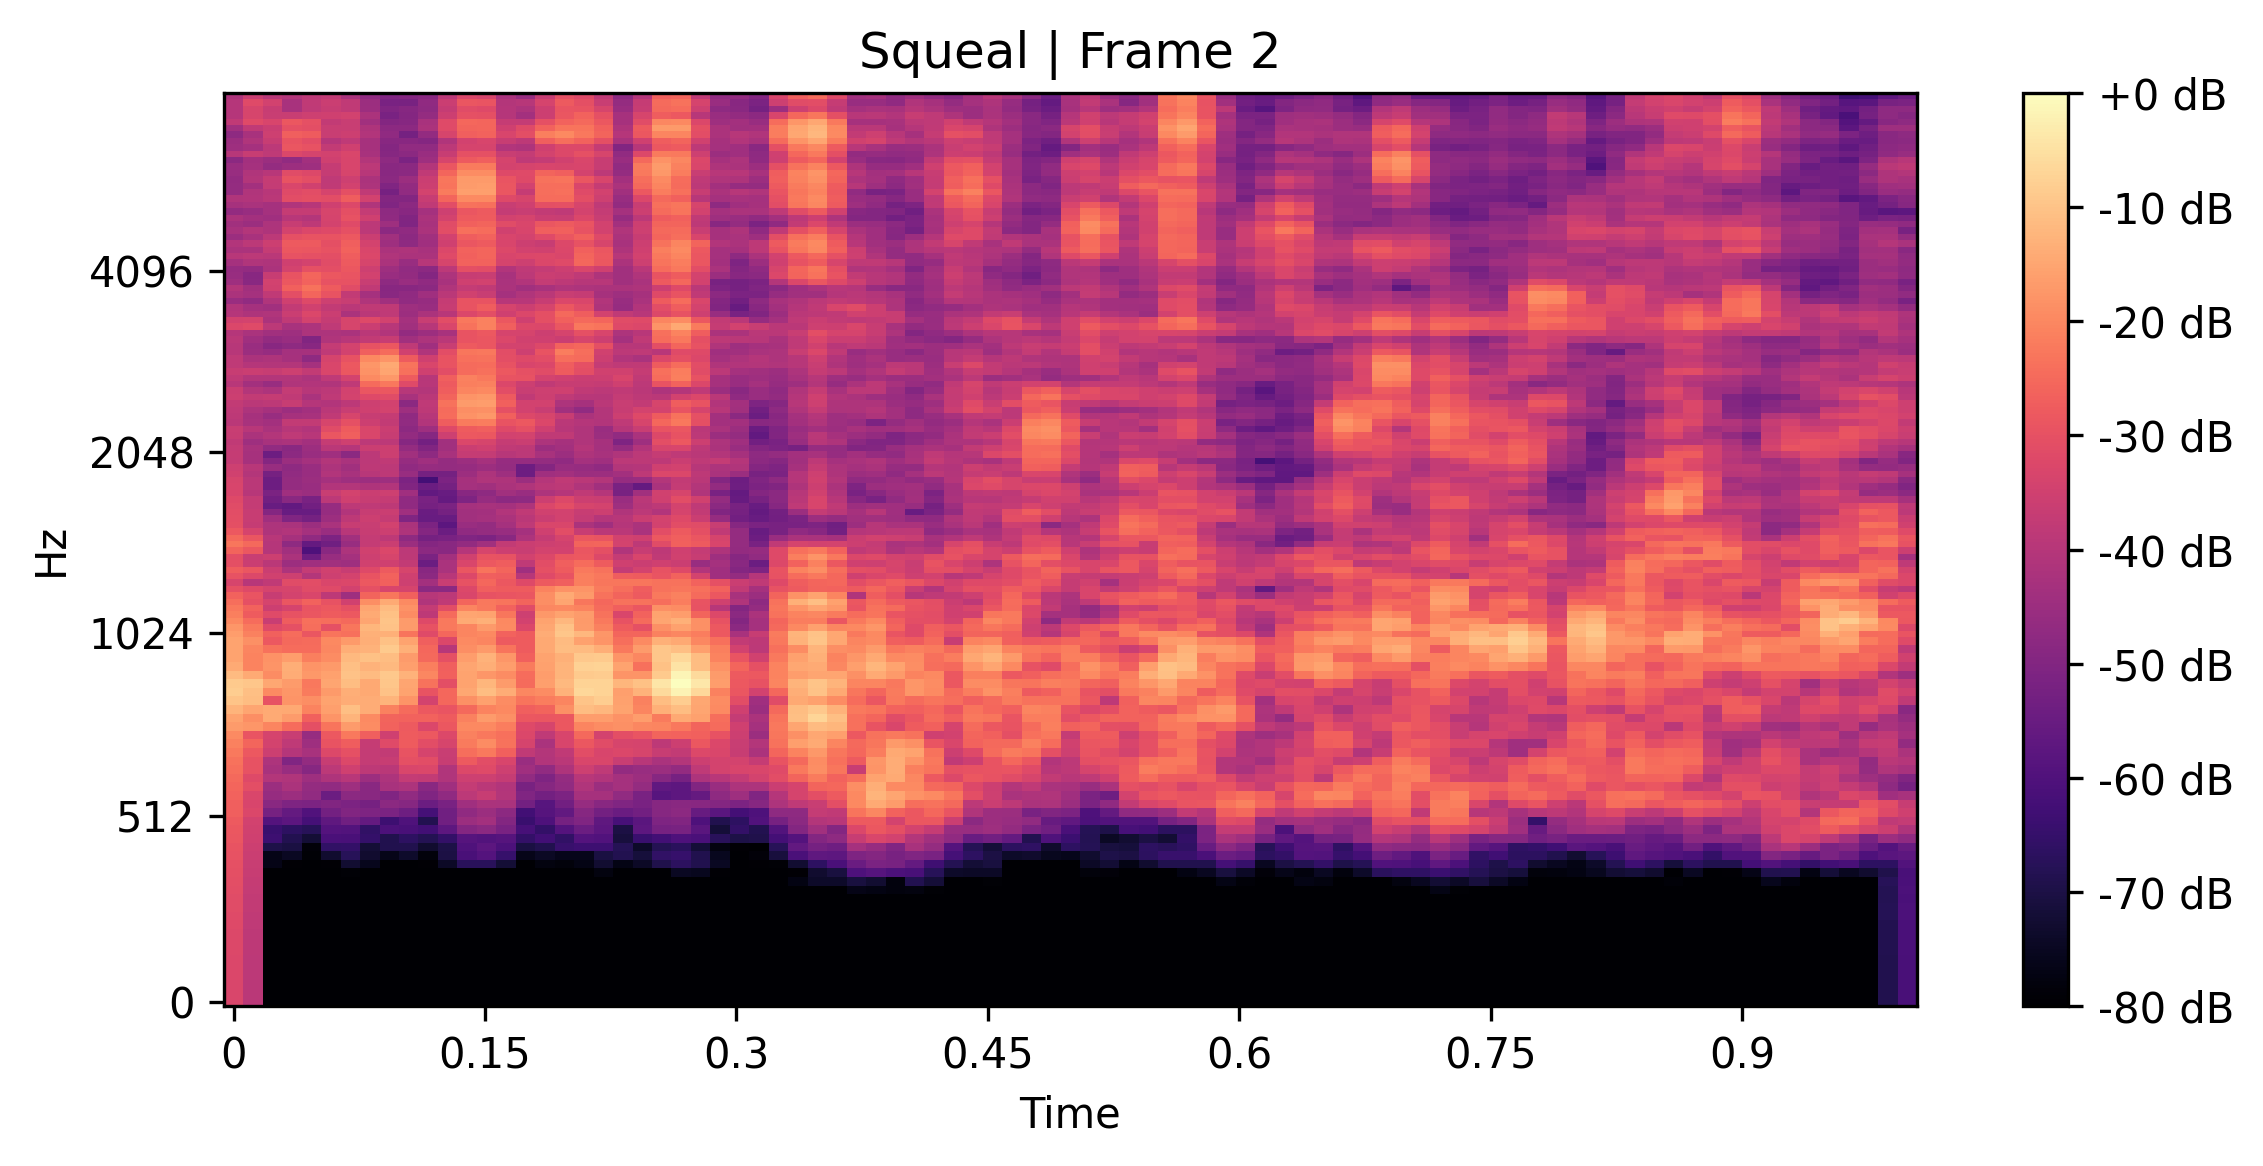 Squeal | Frame 2
Hz
4096
2048
1024
512
0
0 0.15 0.3 0.45 0.6 0.75 0.9
Time
+0 dB
-10 dB
-20 dB
-30 dB
-40 dB
-50 dB
-60 dB
-70 dB
-80 dB